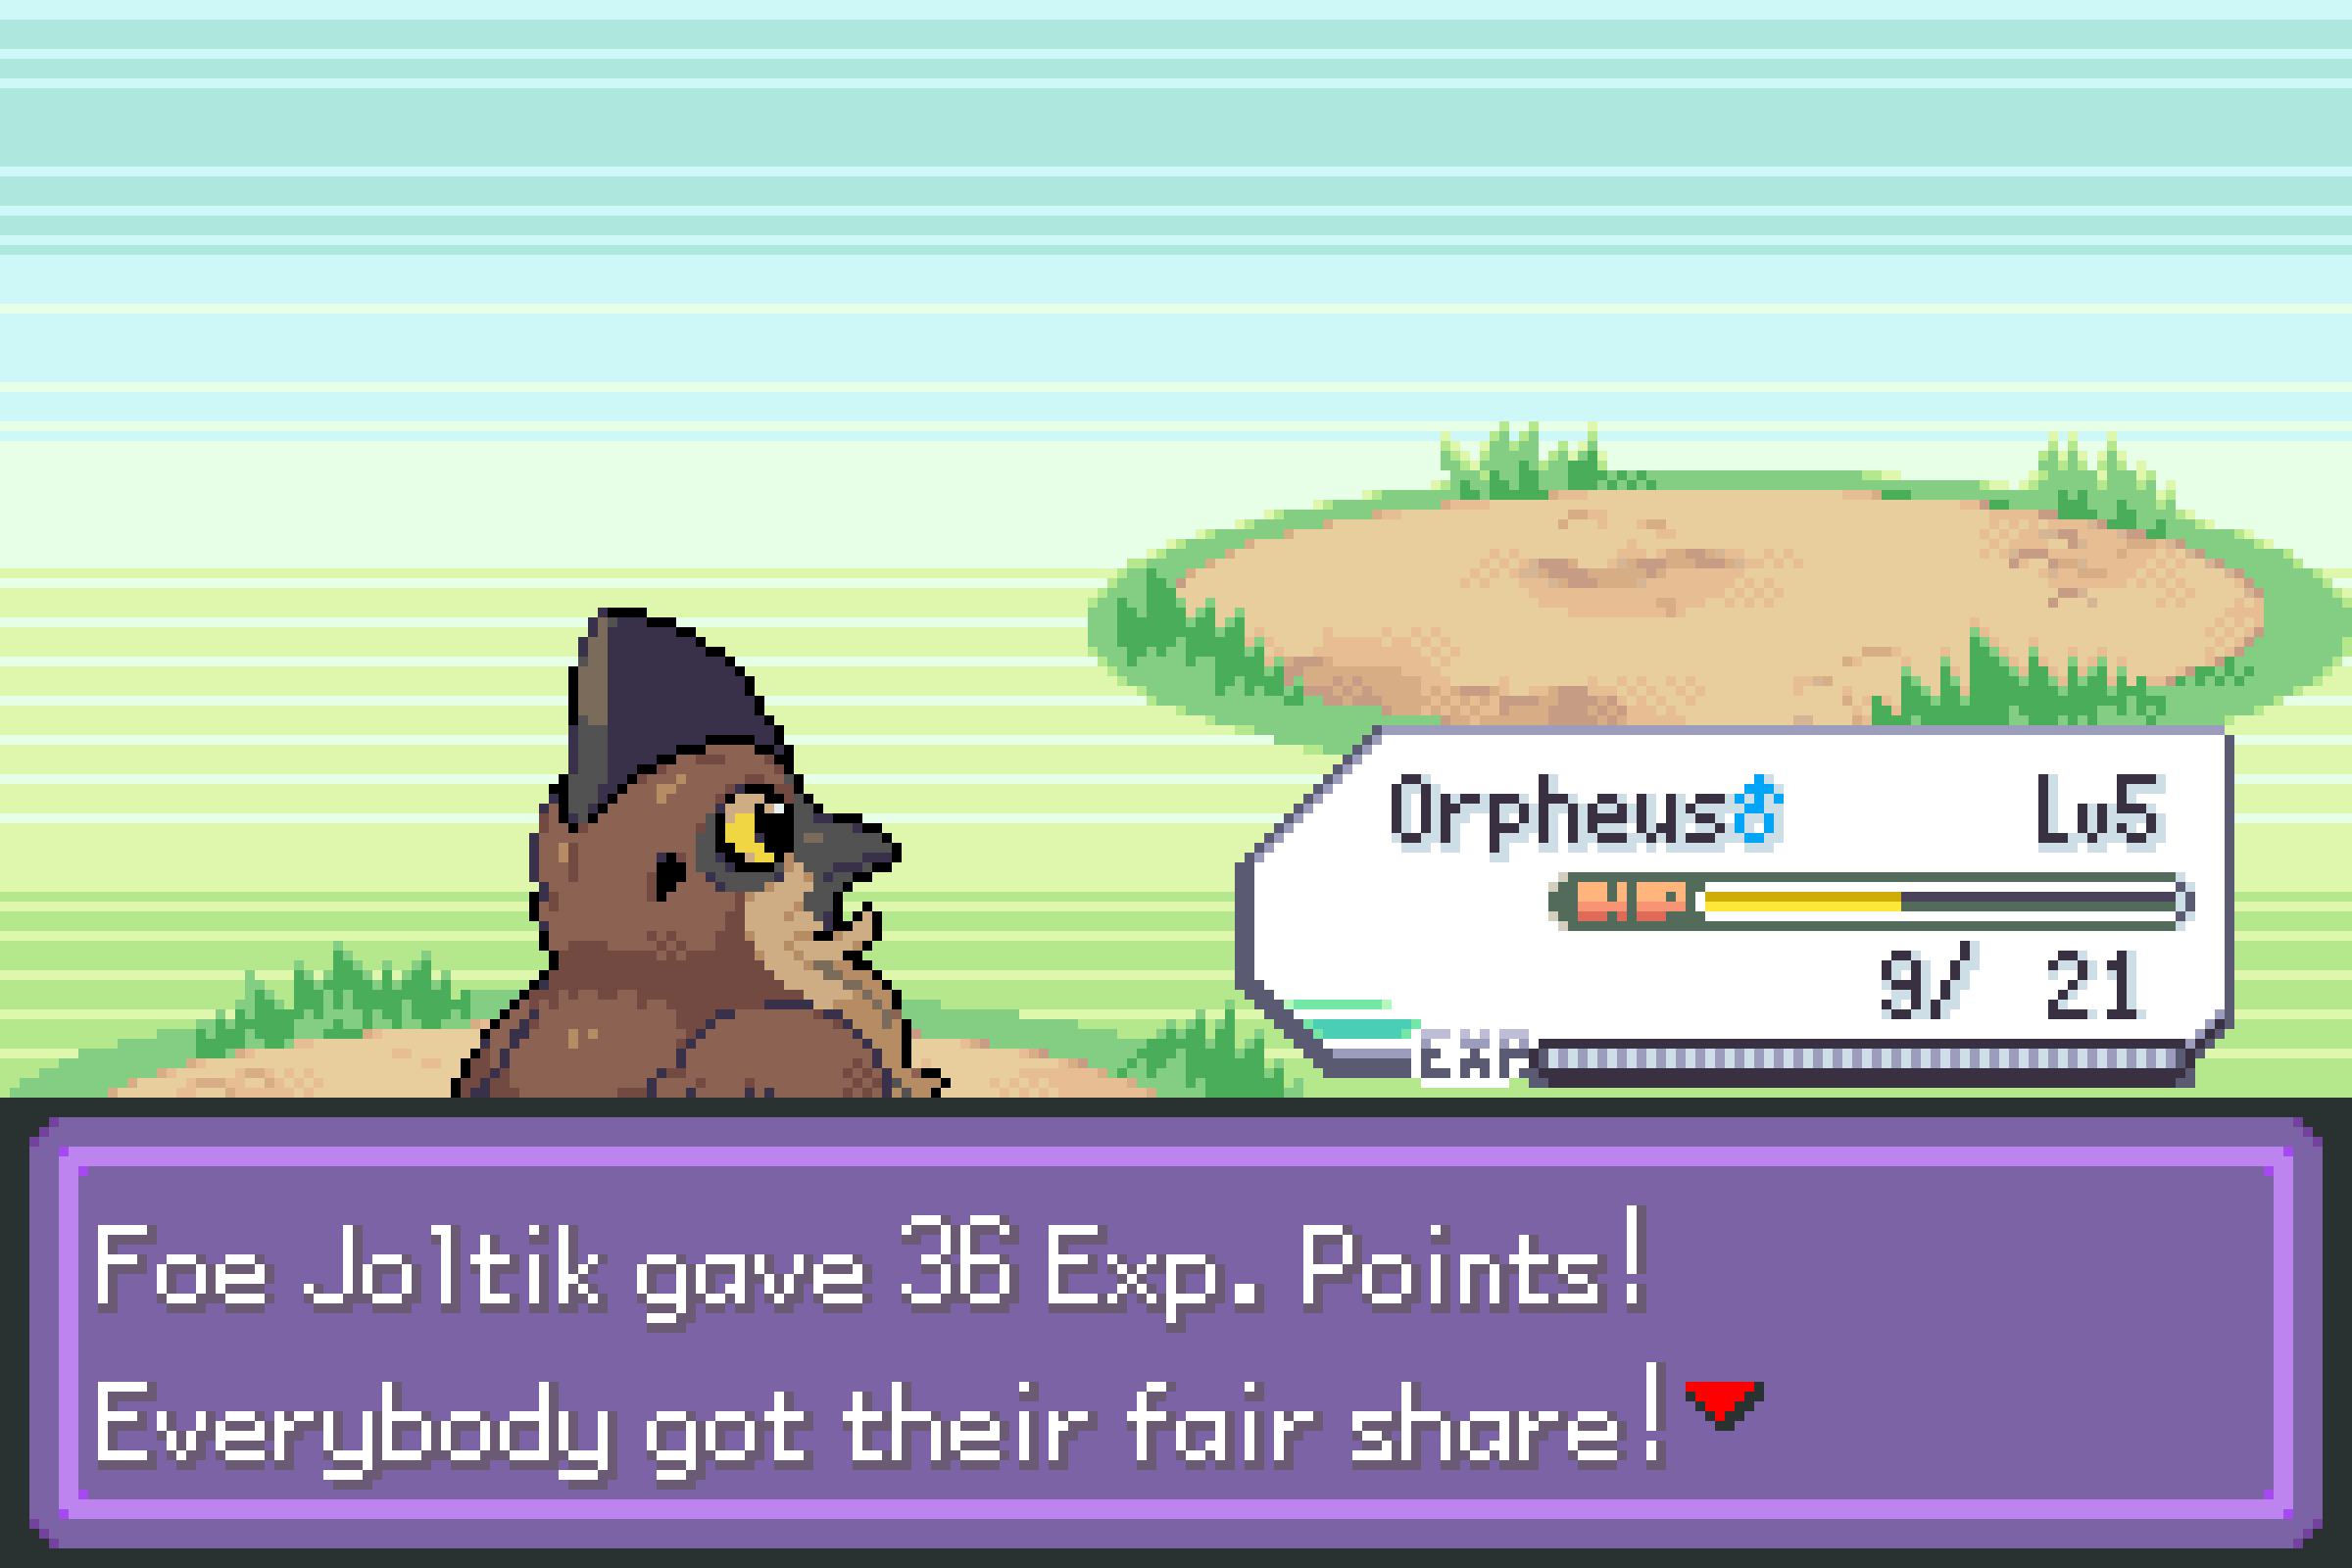 Orpheus♂ Lv5
HP
9/ 21
EXP
Foe Joltik gave 36 Exp. Points!
Everybody got their fair share!